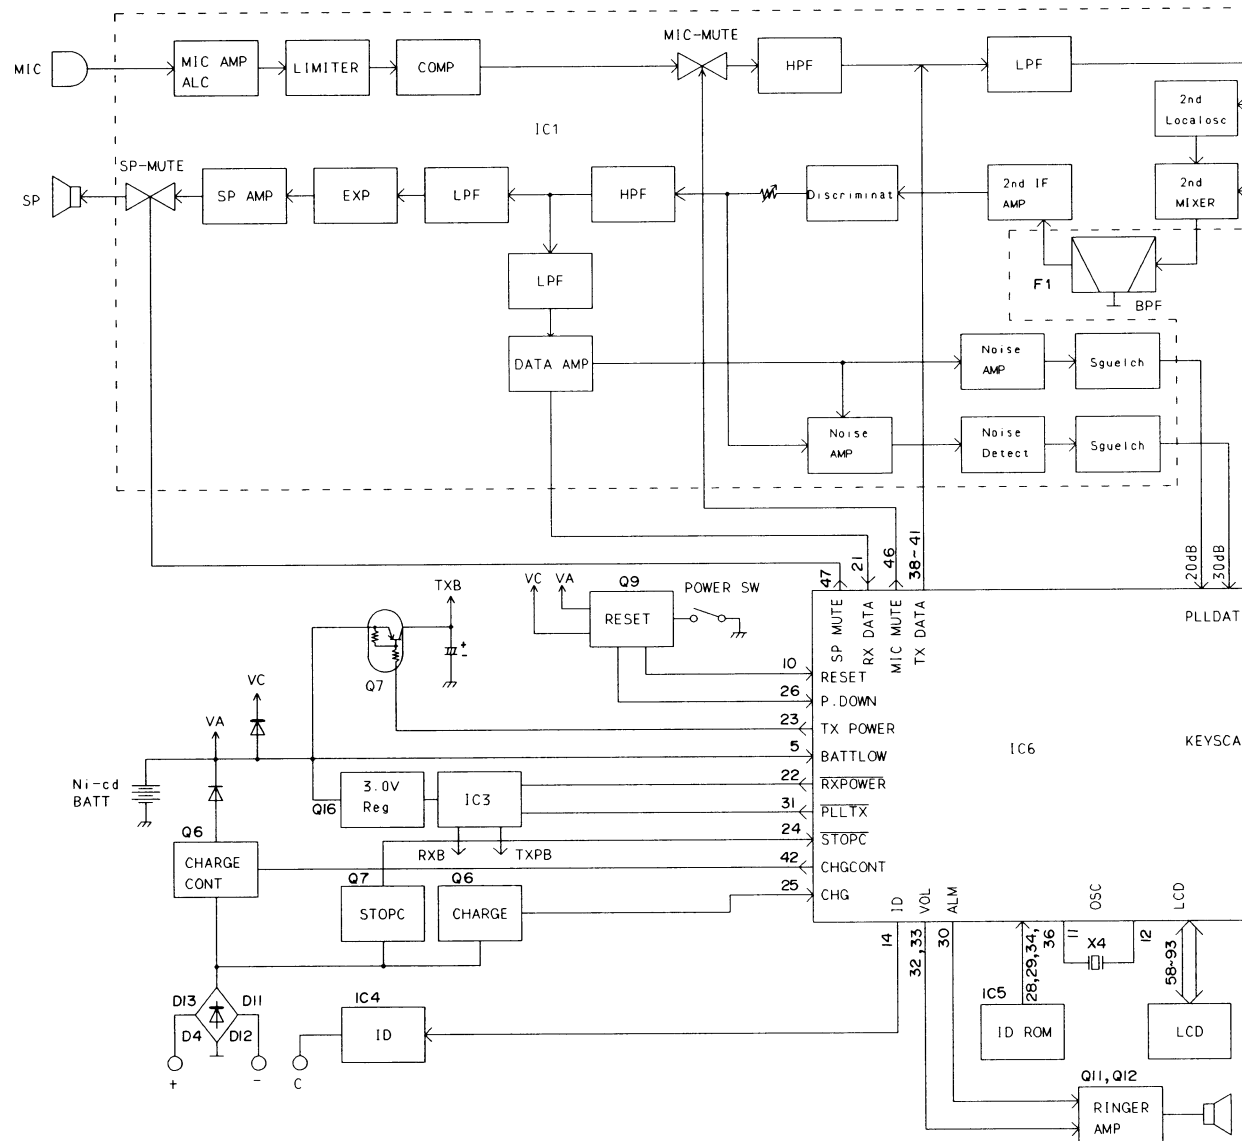 MIC
MIC AMP
ALC
LIMITER
COMP
MIC-MUTE
HPF
LPF
2nd
Localosc
IC1
SP
SP-MUTE
SP AMP
EXP
LPF
HPF
Discriminat
2nd IF
AMP
2nd
MIXER
F1
BPF
LPF
DATA AMP
Noise
AMP
Sguelch
Noise
AMP
Noise
Detect
Sguelch
20dB
30dB
47
21
46
38-41
SP MUTE
RX DATA
MIC MUTE
TX DATA
PLLDAT
TXB
VC
VA
Q9
RESET
POWER SW
+
-
Q7
10
RESET
26
P.DOWN
23
TX POWER
5
BATTLOW
22
RXPOWER
31
PLLTX
24
STOPC
42
CHGCONT
25
CHG
IC6
KEYSCA
VC
VA
Ni-cd
BATT
Q16
3.0V
Reg
IC3
RXB
TXPB
Q6
CHARGE
CONT
Q7
STOPC
Q6
CHARGE
ID
VOL
ALM
OSC
LCD
14
32,33
30
28,29,34,
36
11
X4
12
58~93
D13
D11
D4
D12
+
-
C
IC4
ID
IC5
ID ROM
LCD
Q11,Q12
RINGER
AMP